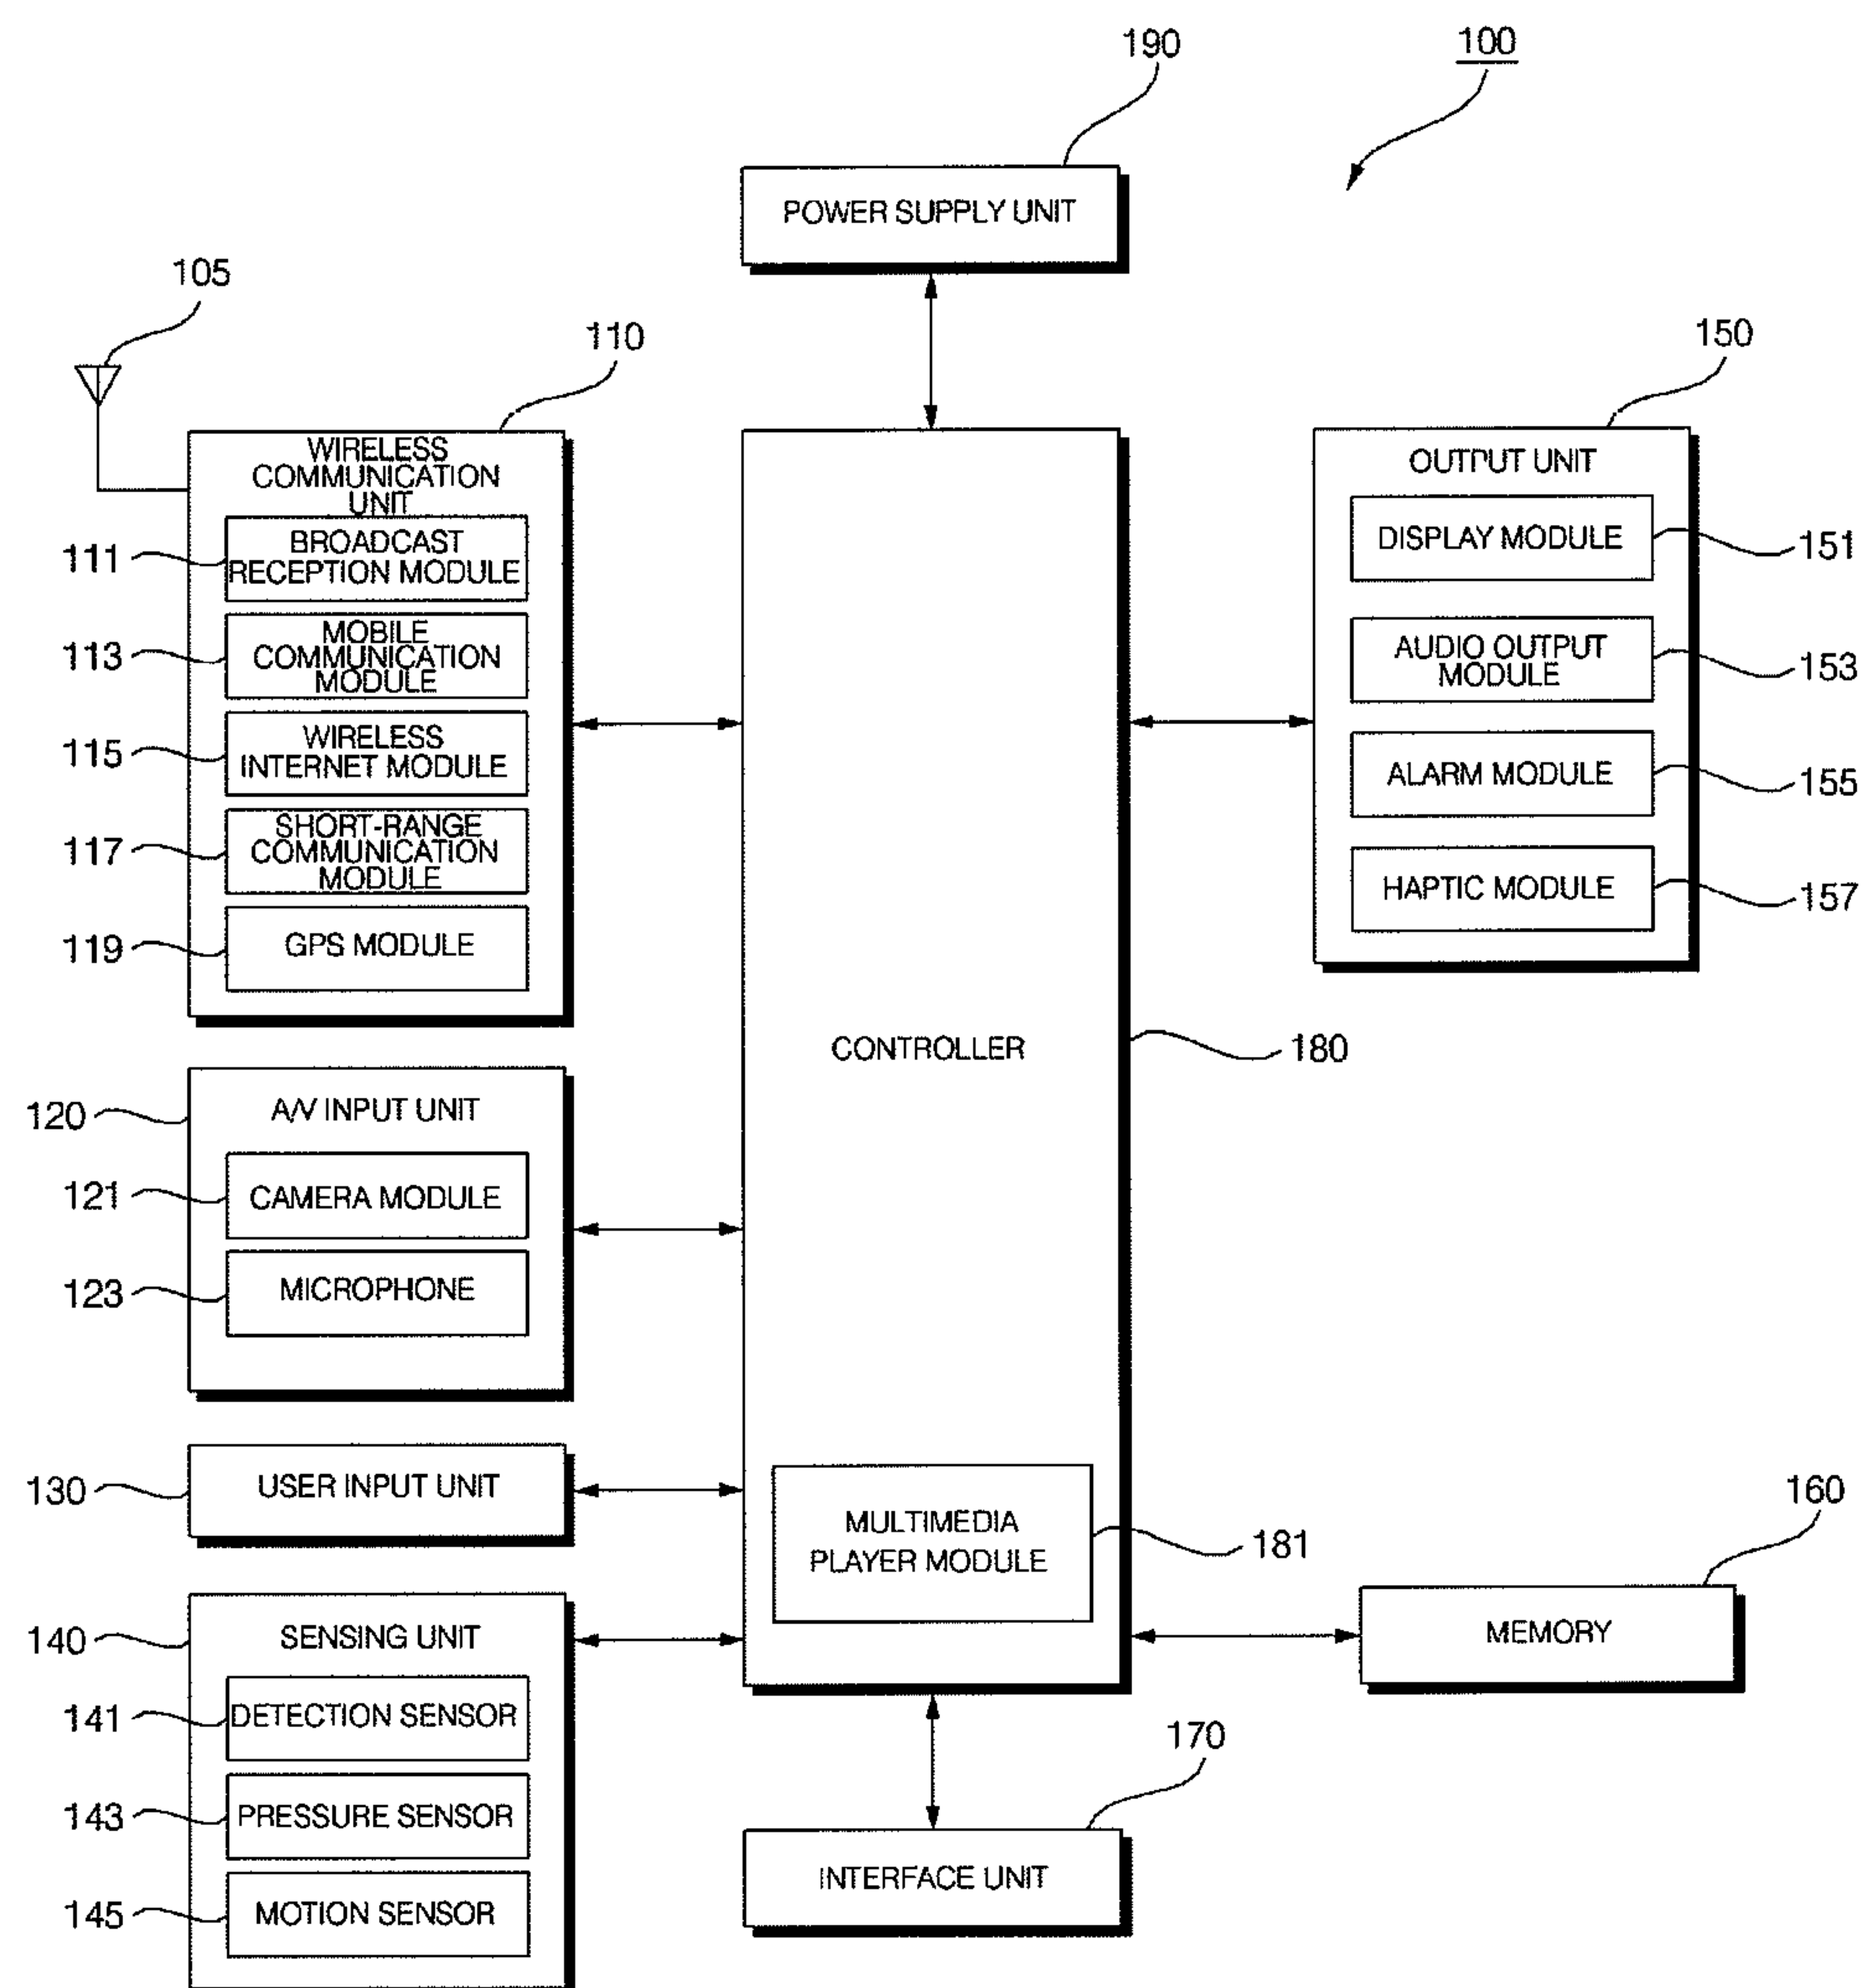 190
100
POWER SUPPLY UNIT
105
110
150
WIRELESS
COMMUNICATION
UNIT
OUTPUT UNIT
111
BROADCAST
RECEPTION MODULE
DISPLAY MODULE
151
113
MOBILE
COMMUNICATION
MODULE
AUDIO OUTPUT
MODULE
153
115
WIRELESS
INTERNET MODULE
ALARM MODULE
155
117
SHORT-RANGE
COMMUNICATION
MODULE
HAPTIC MODULE
157
119
GPS MODULE
CONTROLLER
180
120
A/V INPUT UNIT
121
CAMERA MODULE
123
MICROPHONE
130
USER INPUT UNIT
MULTIMEDIA
PLAYER MODULE
181
160
140
SENSING UNIT
MEMORY
141
DETECTION SENSOR
170
143
PRESSURE SENSOR
INTERFACE UNIT
145
MOTION SENSOR